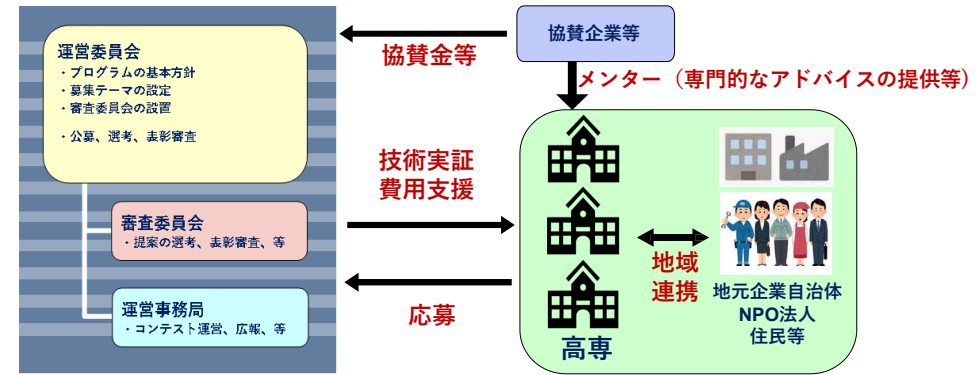 運営委員会
・プログラムの基本方針
・募集テーマの設定
・審査委員会の設置
・公募、選考、表彰審査
審査委員会
・提案の選考、表彰審査、等
運営事務局
・コンテスト運営、広報、等
協賛企業等
協賛金等
メンター（専門的なアドバイスの提供等）
技術実証
費用支援
応募
高専
地域
連携
地元企業自治体
NPO法人
住民等